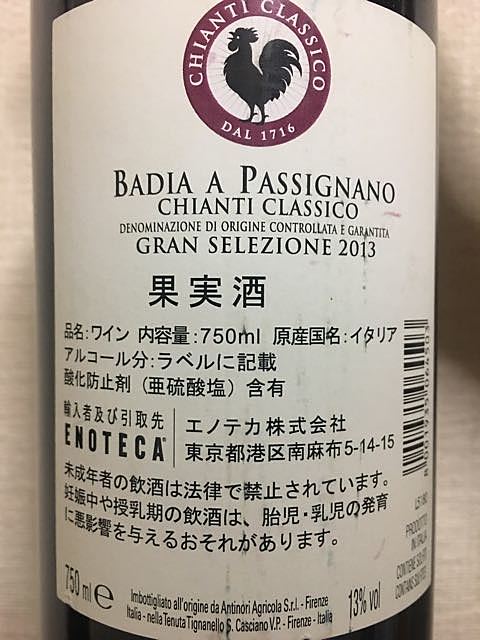 CHIANTI CLASSICO
DAL 1716
BADIA A PASSIGNANO
CHIANTI CLASSICO
DENOMINAZIONE DI ORIGINE CONTROLLATA E GARANTITA
GRAN SELEZIONE 2013
果実酒
品名:ワイン 内容量:750ml 原産国名:イタリア
アルコール分:ラベルに記載
酸化防止剤(亜硫酸塩)含有
輸入者及び引取先
ENOTECA
エノテカ株式会社
東京都港区南麻布5-14-15
未成年者の飲酒は法律で禁止されています。
妊娠中や授乳期の飲酒は、胎児・乳児の発育
に悪影響を与えるおそれがあります。
750 ml e
Imbottigliato all'origine da Antinori Agricola S.r.l. - Firenze
Italia - nella Tenuta Tignanello S. Casciano V.P. - Firenze - Italia
13% vol
PRODOTTO
IN ITALIA